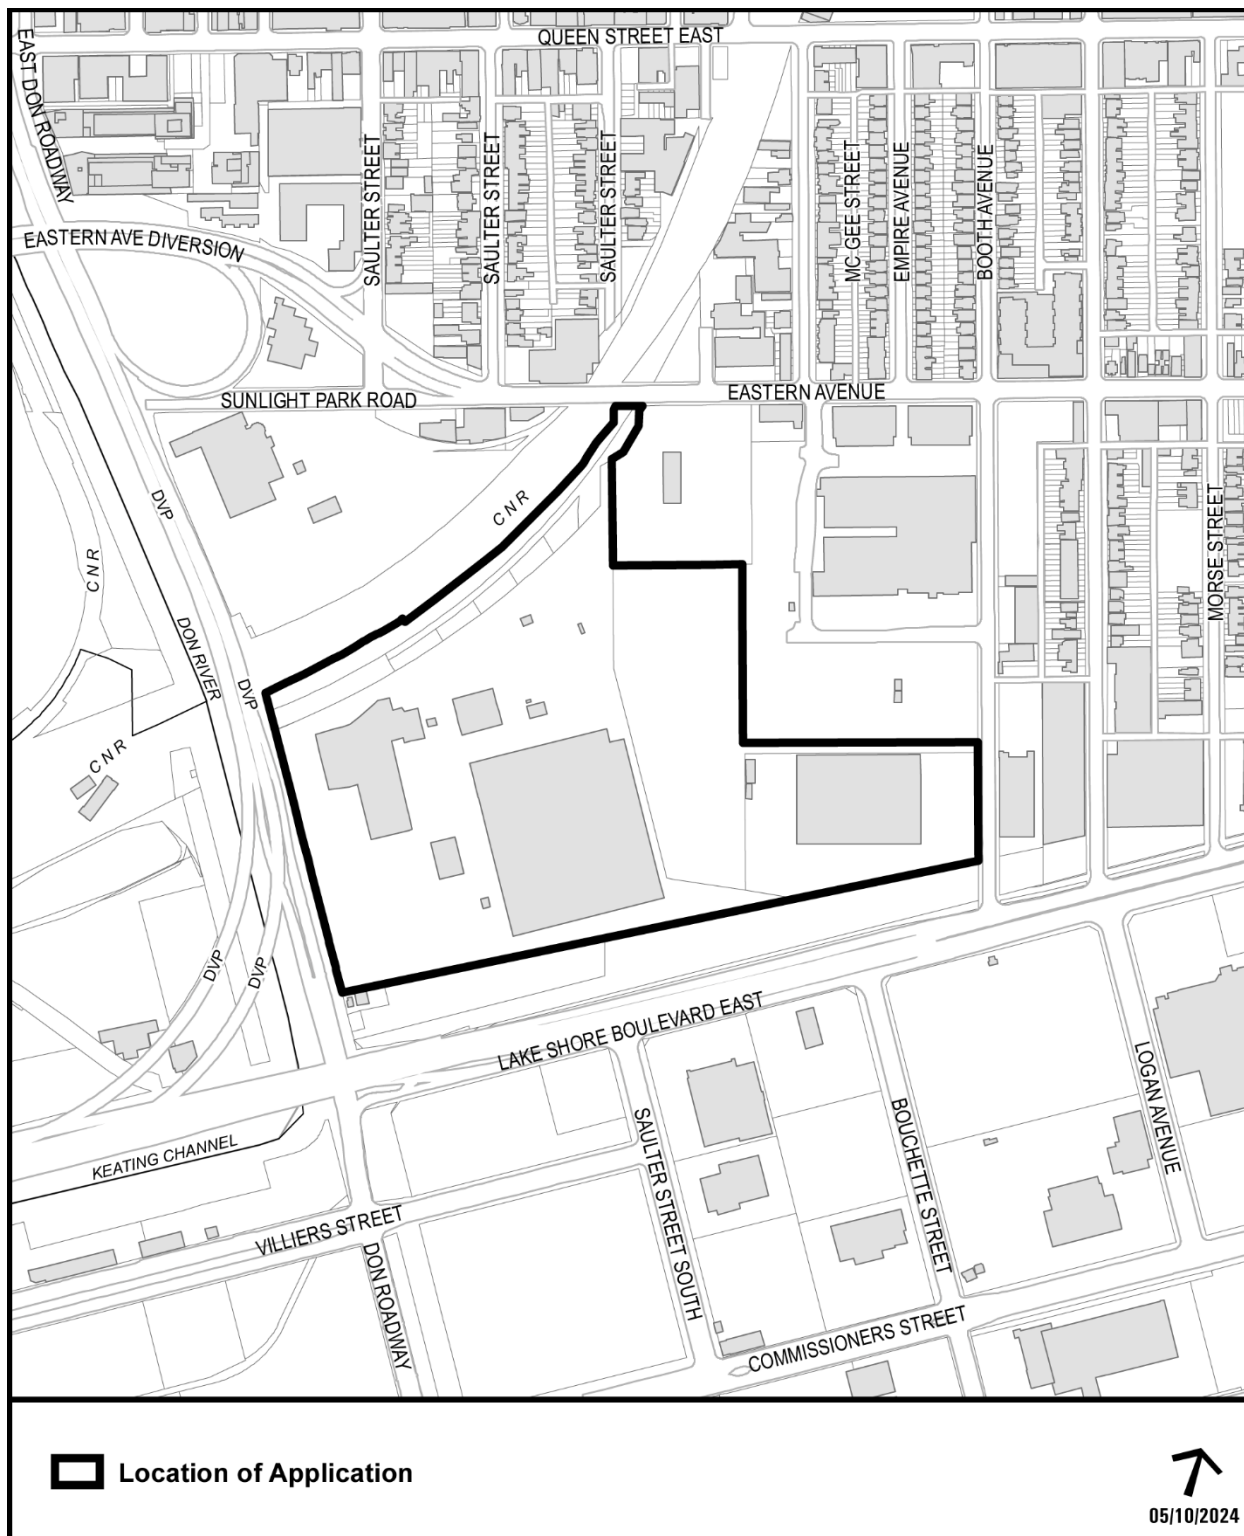 QUEEN STREET EAST
EAST DON ROADWAY
SAULTER STREET
SAULTER STREET
SAULTER STREET
MC GEE STREET
EMPIRE AVENUE
BOOTH AVENUE
EASTERN AVE DIVERSION
SUNLIGHT PARK ROAD
EASTERN AVENUE
DVP
CNR
CNR
MORSE STREET
DON RIVER
DVP
CNR
DVP
DVP
LAKE SHORE BOULEVARD EAST
LOGAN AVENUE
KEATING CHANNEL
SAULTER STREET SOUTH
BOUCHETTE STREET
VILLIERS STREET
DON ROADWAY
COMMISSIONERS STREET
Location of Application
05/10/2024